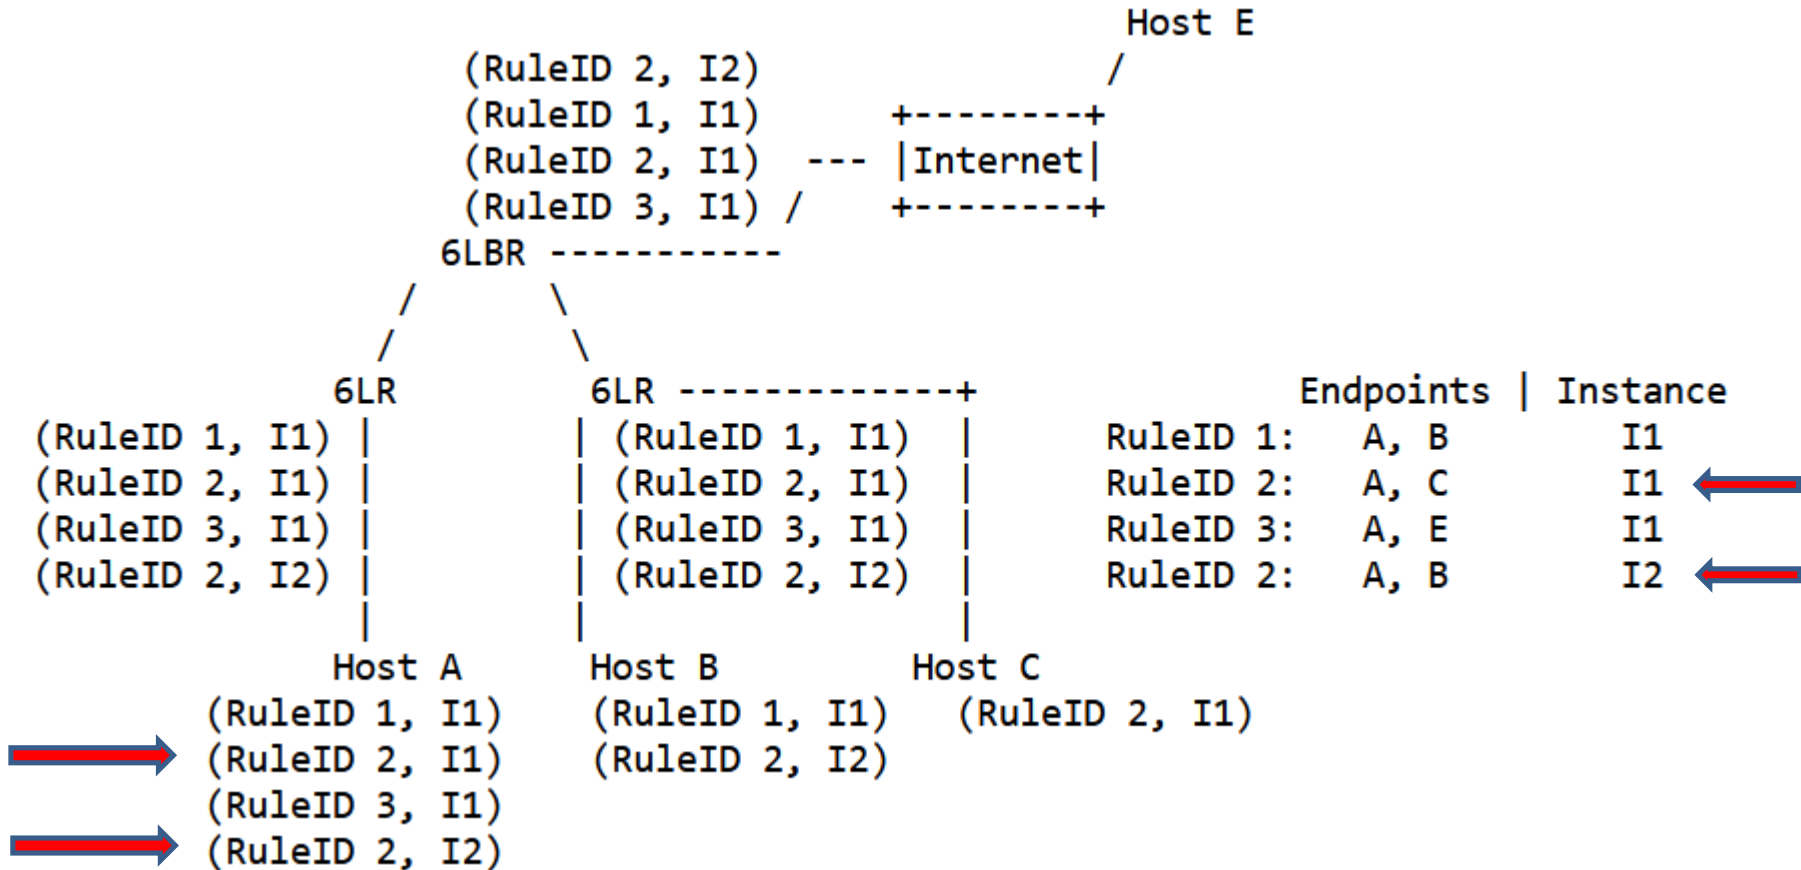 Host E
                    (RuleID 2, I2)             /
                    (RuleID 1, I1)     +--------+
                    (RuleID 2, I1) --- |Internet|
                    (RuleID 3, I1) /   +--------+
                   6LBR -----------
                 /      \
                /        \
              6LR         6LR -------------+              Endpoints | Instance
(RuleID 1, I1) |         | (RuleID 1, I1)  |     RuleID 1:   A, B       I1
(RuleID 2, I1) |         | (RuleID 2, I1)  |     RuleID 2:   A, C       I1
(RuleID 3, I1) |         | (RuleID 3, I1)  |     RuleID 3:   A, E       I1
(RuleID 2, I2) |         | (RuleID 2, I2)  |     RuleID 2:   A, B       I2
               |         |                 |
              Host A      Host B         Host C
        (RuleID 1, I1)    (RuleID 1, I1)   (RuleID 2, I1)
        (RuleID 2, I1)    (RuleID 2, I2)
        (RuleID 3, I1)
        (RuleID 2, I2)